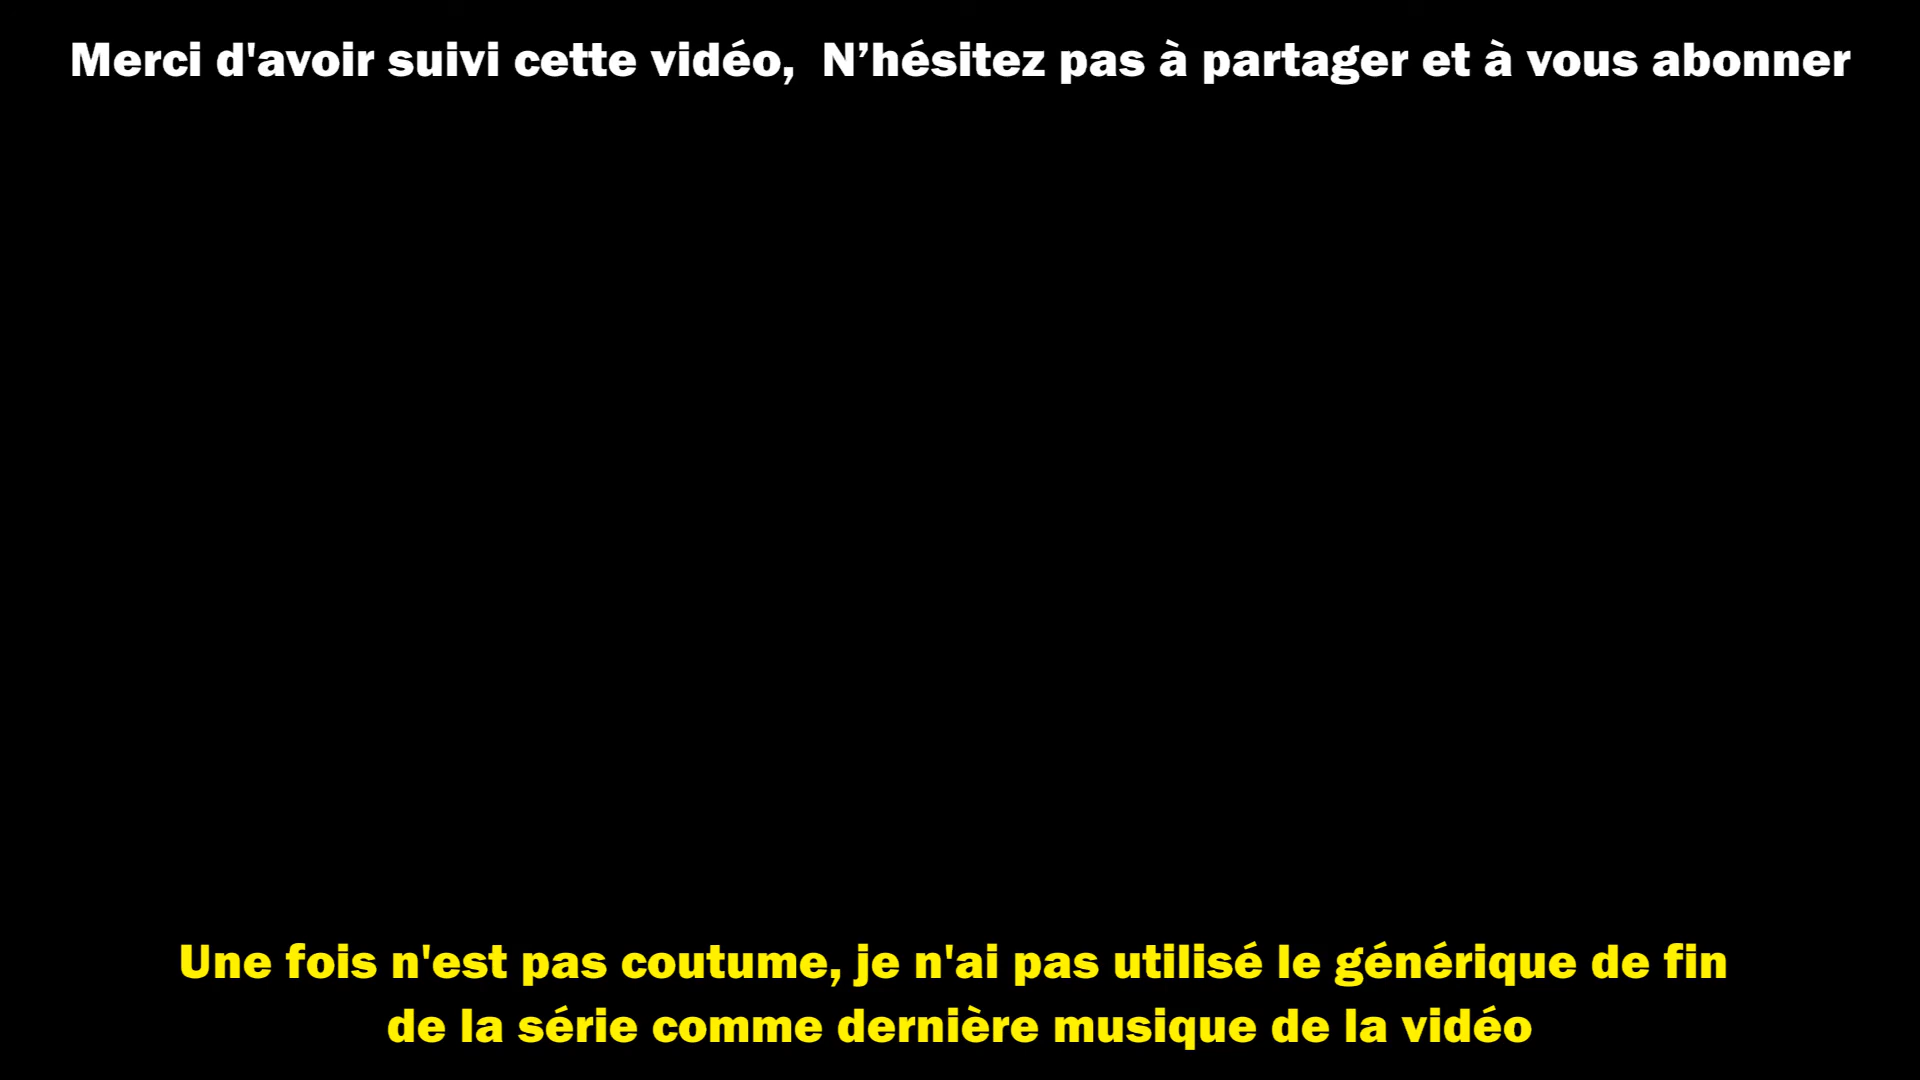 Merci d'avoir suivi cette vidéo,  N’hésitez pas à partager et à vous abonner
Une fois n'est pas coutume, je n'ai pas utilisé le générique de fin
de la série comme dernière musique de la vidéo